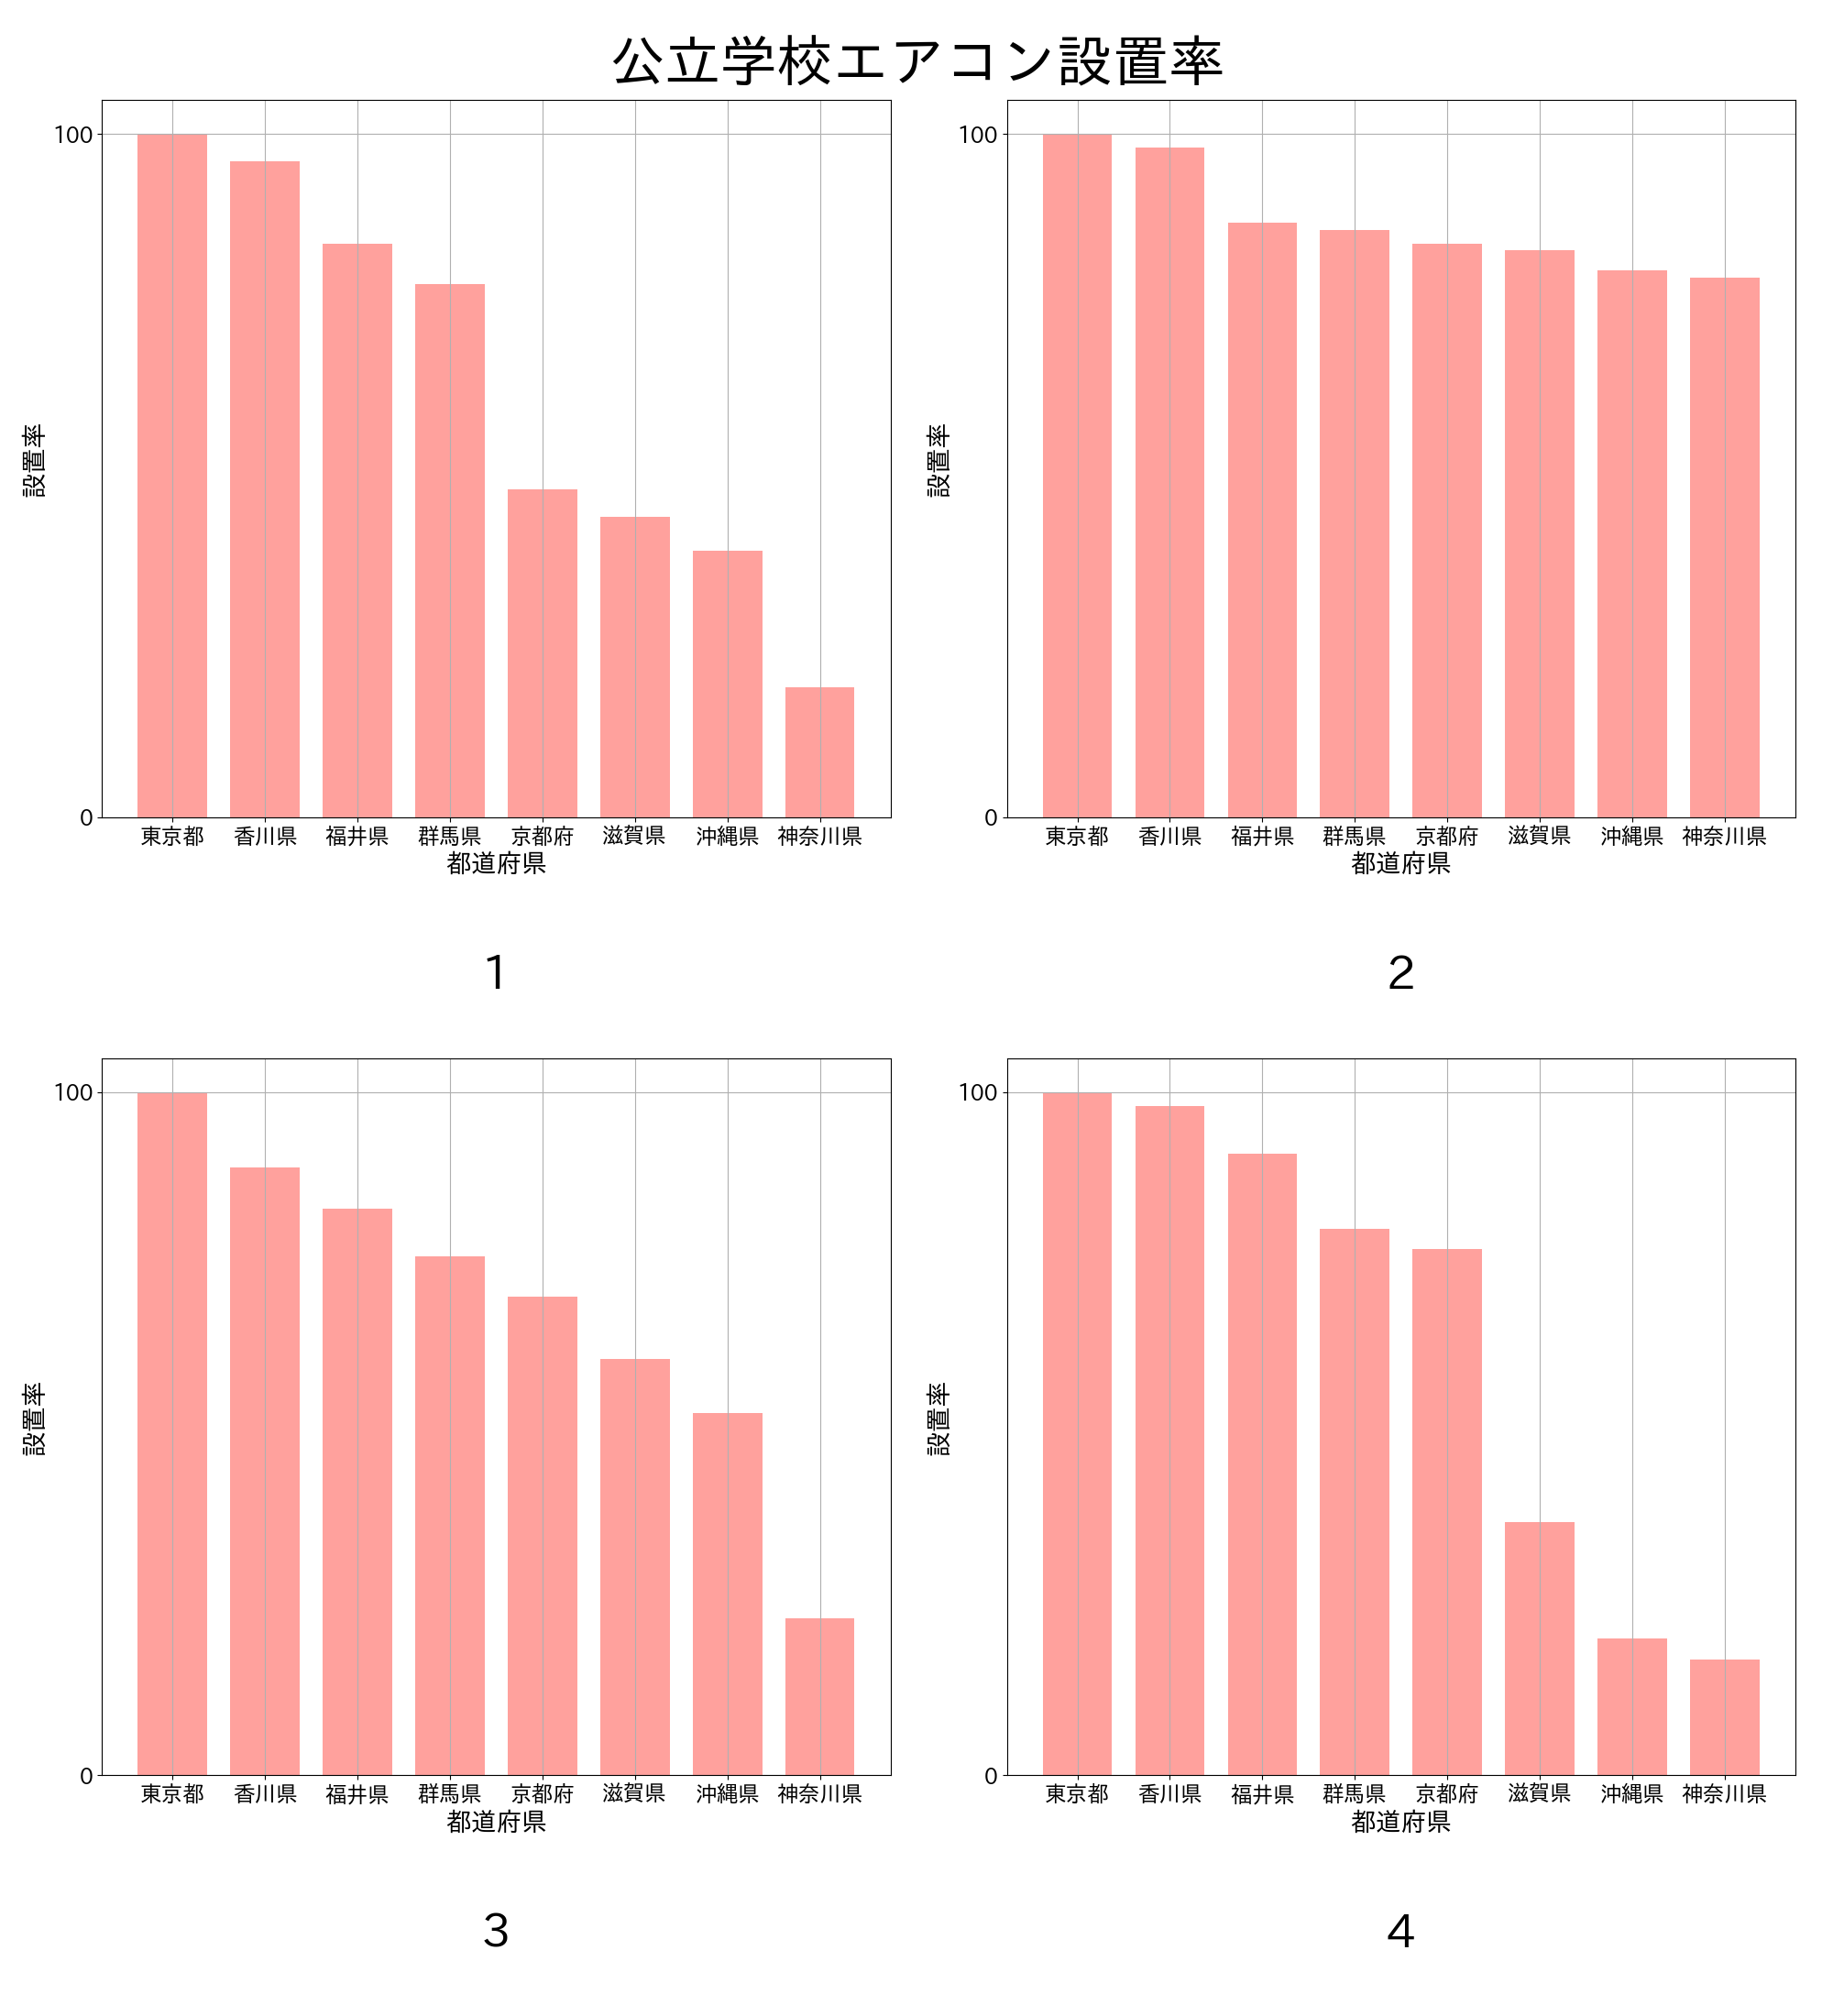 公立学校エアコン設置率
100
設置率
0
東京都 香川県 福井県 群馬県 京都府 滋賀県 沖縄県 神奈川県
都道府県
1
100
設置率
0
東京都 香川県 福井県 群馬県 京都府 滋賀県 沖縄県 神奈川県
都道府県
2
100
設置率
0
東京都 香川県 福井県 群馬県 京都府 滋賀県 沖縄県 神奈川県
都道府県
3
100
設置率
0
東京都 香川県 福井県 群馬県 京都府 滋賀県 沖縄県 神奈川県
都道府県
4